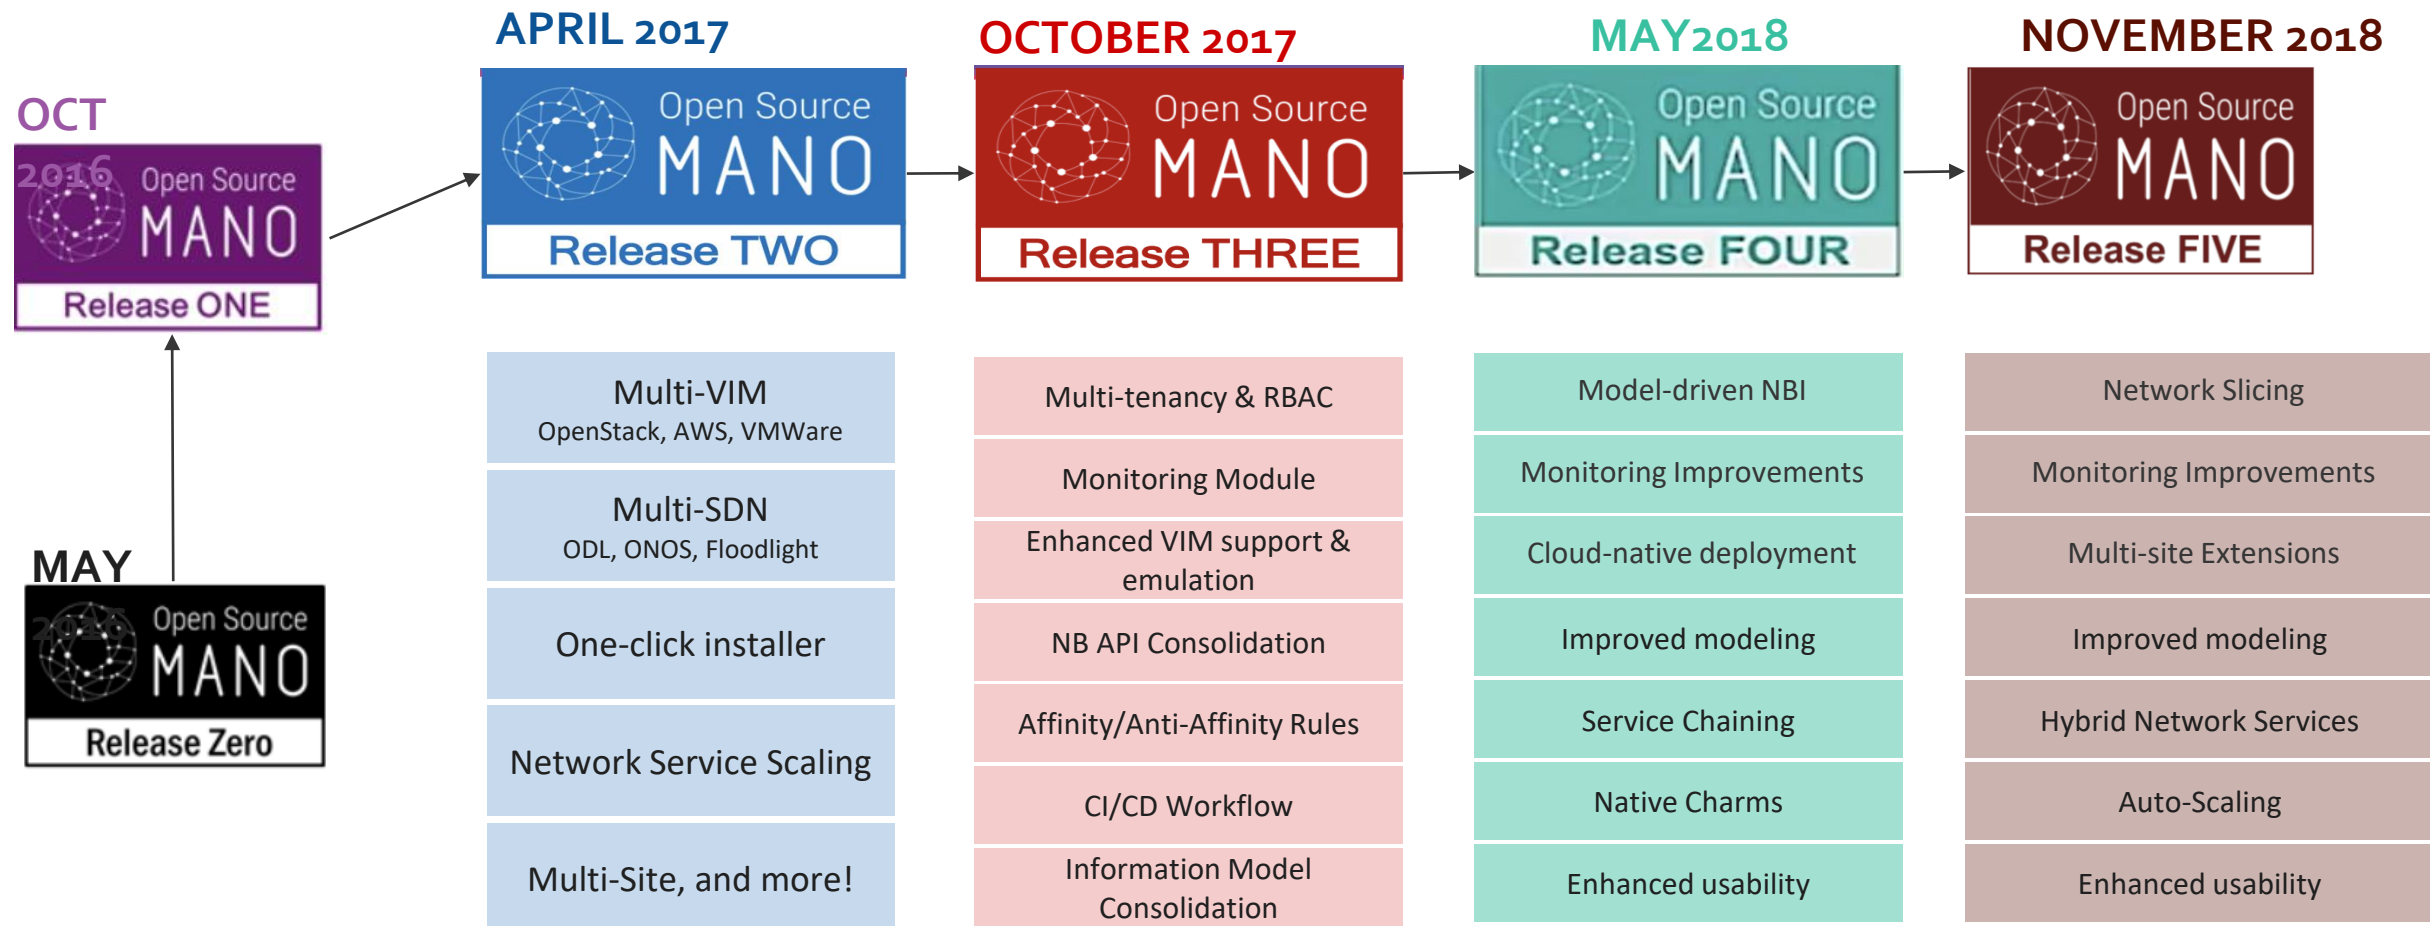 OCT
2016
Open Source
MANO
Release ONE
MAY
2016
Open Source
MANO
Release Zero
APRIL 2017
Open Source
MANO
Release TWO
Multi-VIM
OpenStack, AWS, VMWare
Multi-SDN
ODL, ONOS, Floodlight
One-click installer
Network Service Scaling
Multi-Site, and more!
OCTOBER 2017
Open Source
MANO
Release THREE
Multi-tenancy & RBAC
Monitoring Module
Enhanced VIM support &
emulation
NB API Consolidation
Affinity/Anti-Affinity Rules
CI/CD Workflow
Information Model
Consolidation
MAY2018
Open Source
MANO
Release FOUR
Model-driven NBI
Monitoring Improvements
Cloud-native deployment
Improved modeling
Service Chaining
Native Charms
Enhanced usability
NOVEMBER 2018
Open Source
MANO
Release FIVE
Network Slicing
Monitoring Improvements
Multi-site Extensions
Improved modeling
Hybrid Network Services
Auto-Scaling
Enhanced usability